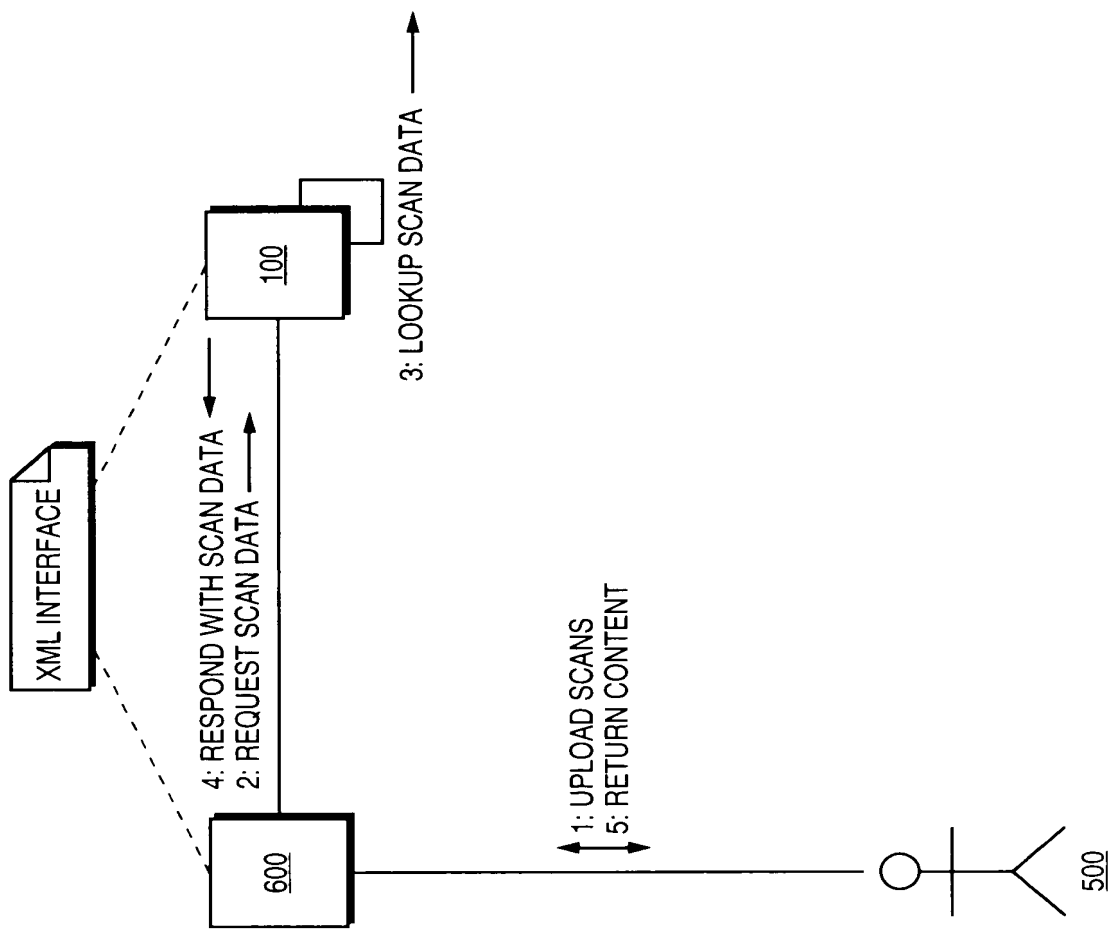 XML INTERFACE
4: RESPOND WITH SCAN DATA
2: REQUEST SCAN DATA
600
100
3: LOOKUP SCAN DATA
1: UPLOAD SCANS
5: RETURN CONTENT
500